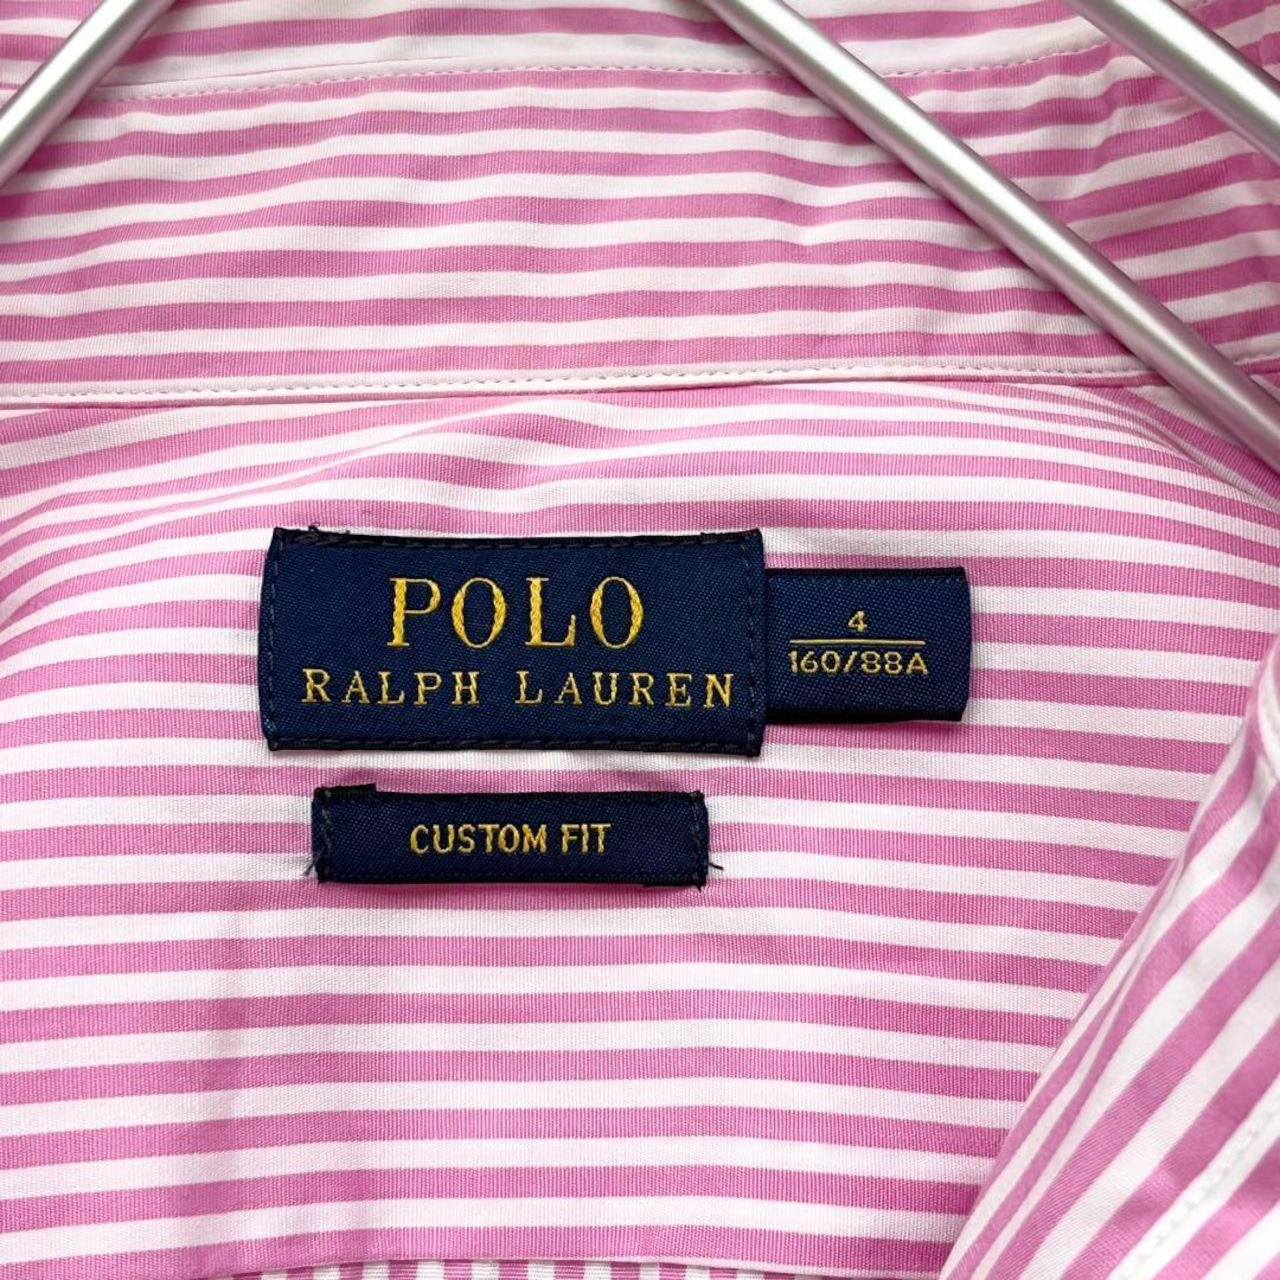 POLO
RALPH LAUREN
4
160/88A
CUSTOM FIT